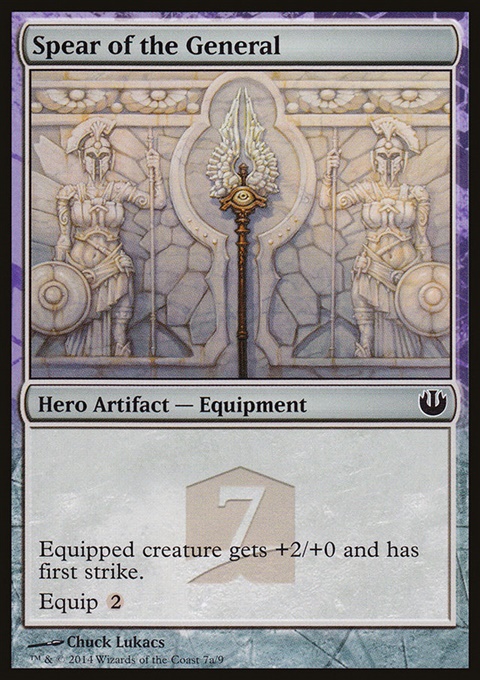 Spear of the General
Hero Artifact — Equipment
7
Equipped creature gets +2/+0 and has
first strike.
Equip 2
Chuck Lukacs
™ & © 2014 Wizards of the Coast 7a/9